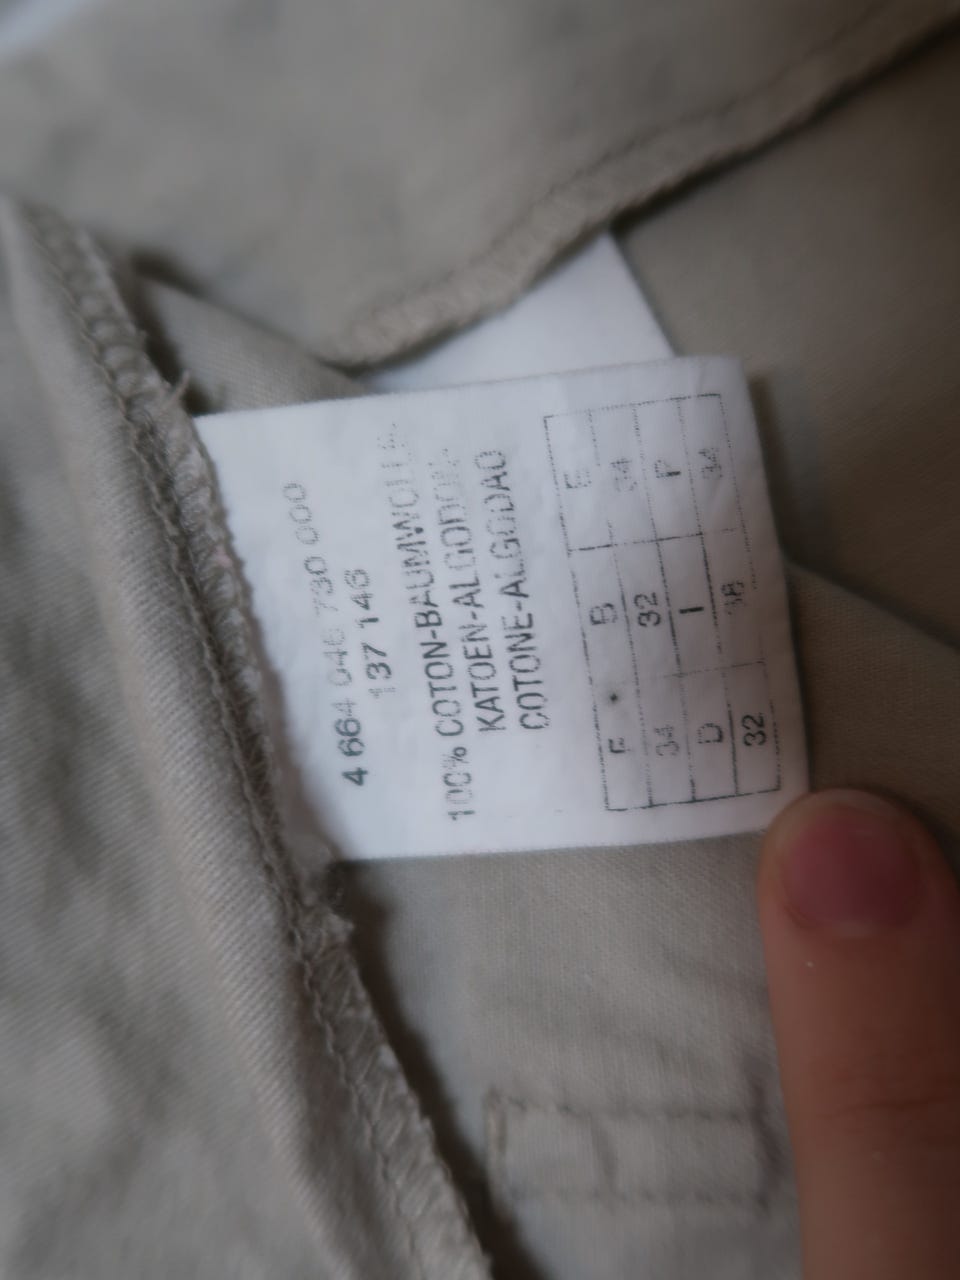 4 664 046 730 000
137 146
100% COTON-BAUMWOLLE
KATOEN-ALGODON
COTONE-ALGODAO
F B E
34 32 34
D I P
32 38 34